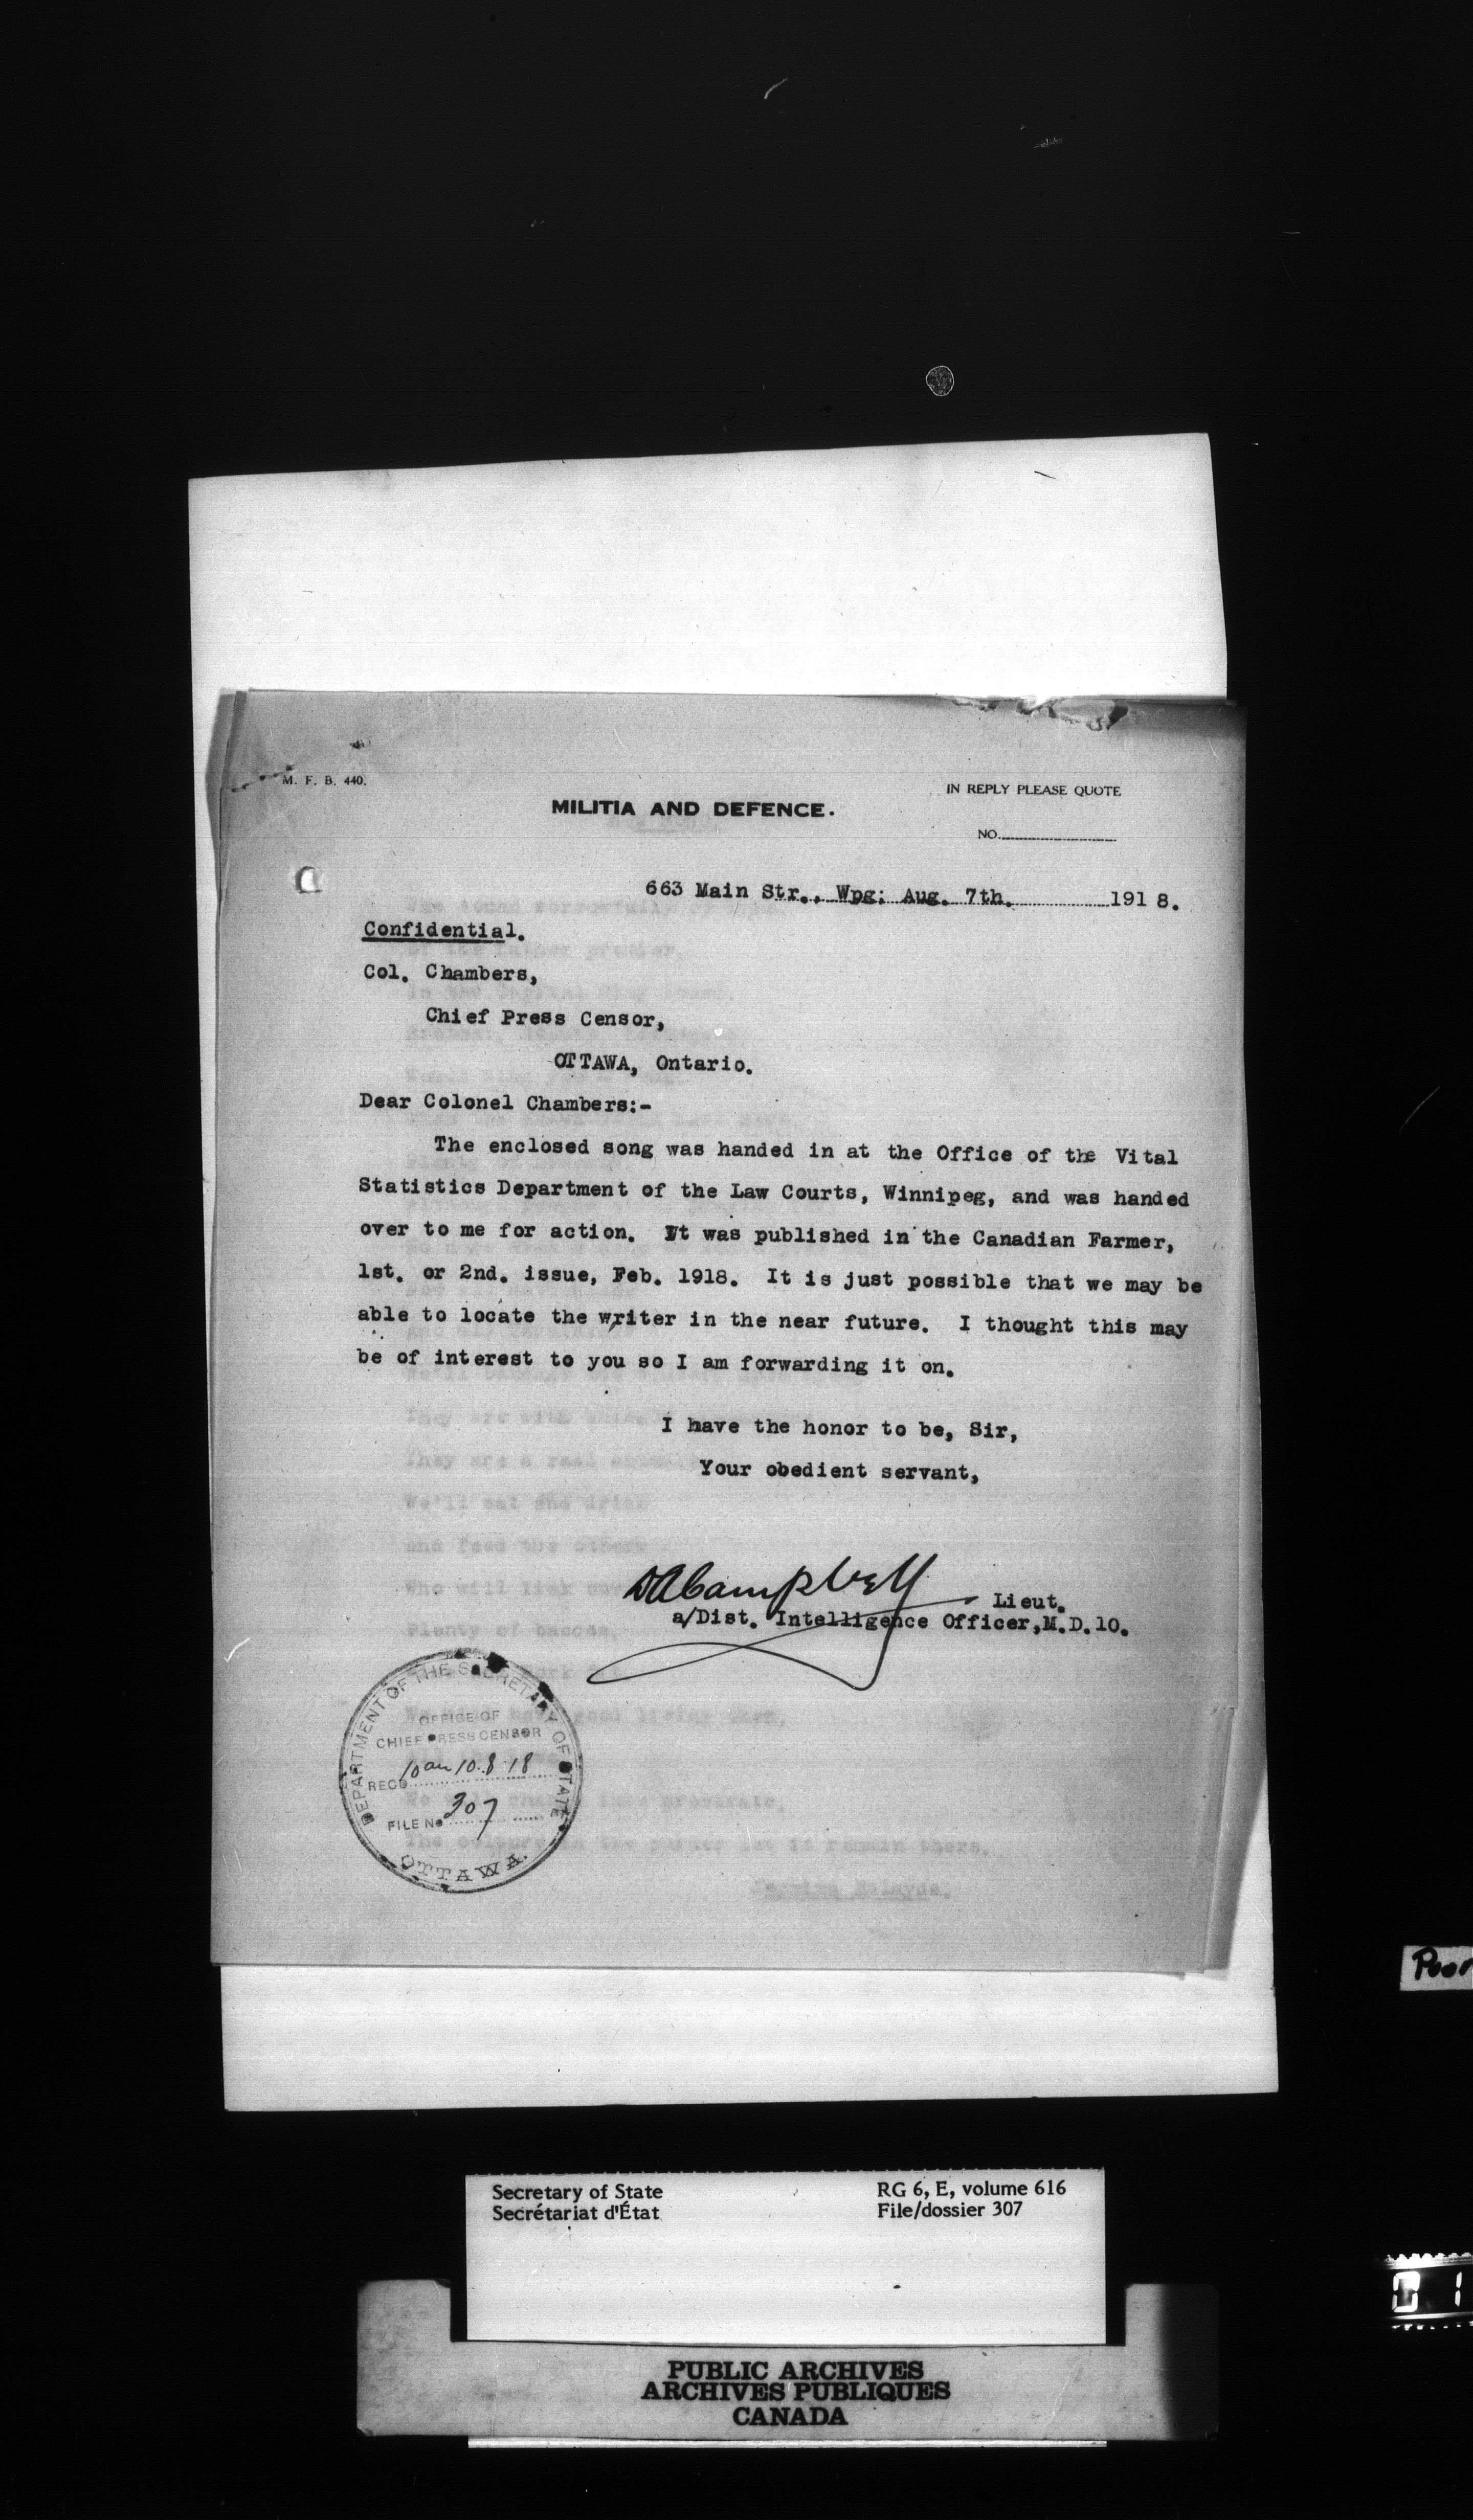 M. F. B. 440.
IN REPLY PLEASE QUOTE
MILITIA AND DEFENCE.
NO.
663 Main Str., Wpg; Aug. 7th. 1918.
Confidential.
Col. Chambers,
Chief Press Censor,
OTTAWA, Ontario.
Dear Colonel Chambers:-
The enclosed song was handed in at the Office of the Vital
Statistics Department of the Law Courts, Winnipeg, and was handed
over to me for action. It was published in the Canadian Farmer,
1st. or 2nd. issue, Feb. 1918. It is just possible that we may be
able to locate the writer in the near future. I thought this may
be of interest to you so I am forwarding it on.
I have the honor to be, Sir,
Your obedient servant,
DACampbell
Lieut.
a/Dist. Intelligence Officer,M.D.10.
DEPARTMENT OF THE SECRETARY OF STATE
OFFICE OF
CHIEF PRESS CENSOR
RECD 10am 10.8.18
FILE No 307
OTTAWA.
Poor
Secretary of State
Secrétariat d'État
RG 6, E, volume 616
File/dossier 307
PUBLIC ARCHIVES
ARCHIVES PUBLIQUES
CANADA